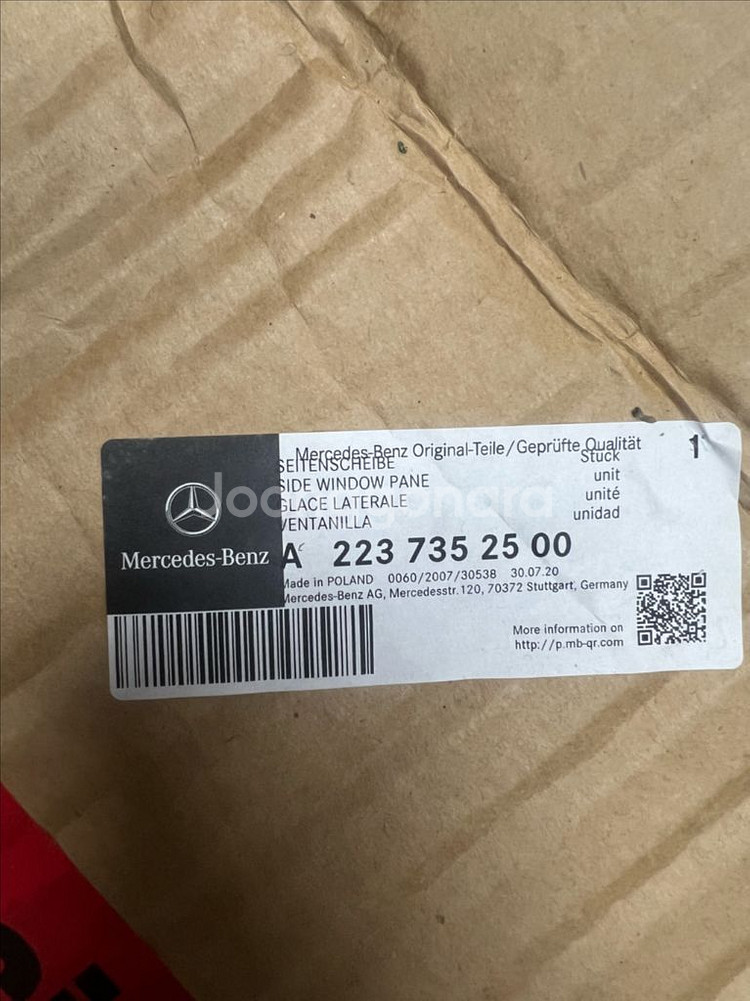 Mercedes-Benz Original-Teile/Geprüfte Qualität 1
SEITENSCHEIBE Stück
SIDE WINDOW PANE unit
GLACE LATERALE unité
VENTANILLA unidad
Mercedes-Benz
A 223 735 25 00
Made in POLAND 0060/2007/30538 30.07.20
Mercedes-Benz AG, Mercedesstr.120, 70372 Stuttgart, Germany
More information on
http://p.mb-qr.com
Joonggonara